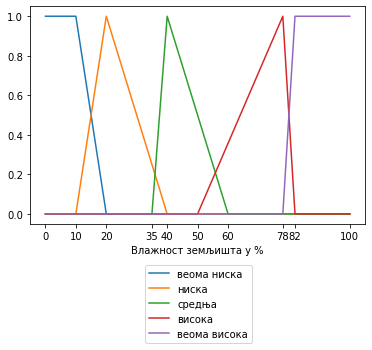 1.0
0.8
0.6
0.4
0.2
0.0
0 10 20 35 40 50 60 78 82 100
Влажност земљишта у %
веома ниска
ниска
средња
висока
веома висока